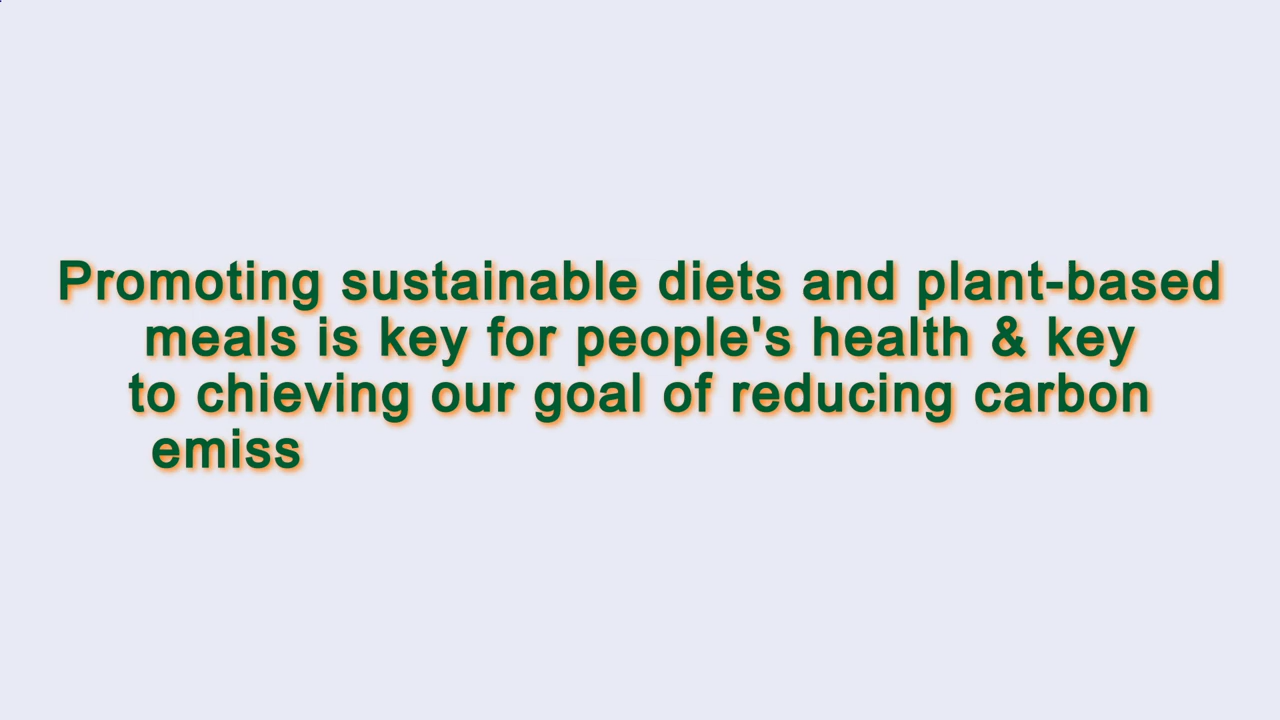 Promoting sustainable diets and plant-based
meals is key for people's health & key
to chieving our goal of reducing carbon
emiss